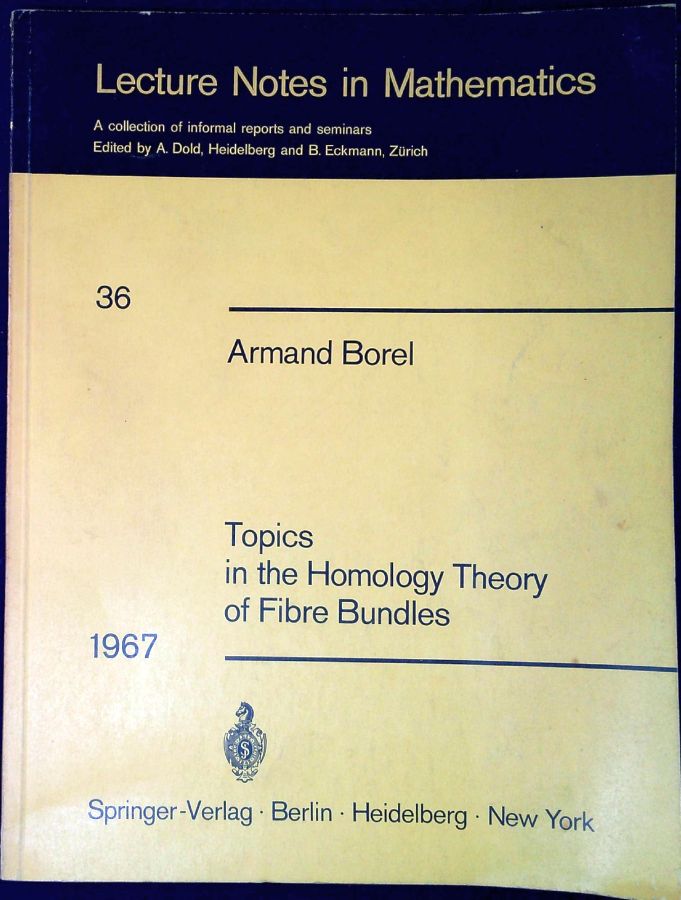 Lecture Notes in Mathematics
A collection of informal reports and seminars
Edited by A. Dold, Heidelberg and B. Eckmann, Zürich
36
Armand Borel
Topics
in the Homology Theory
of Fibre Bundles
1967
Springer-Verlag · Berlin · Heidelberg · New York